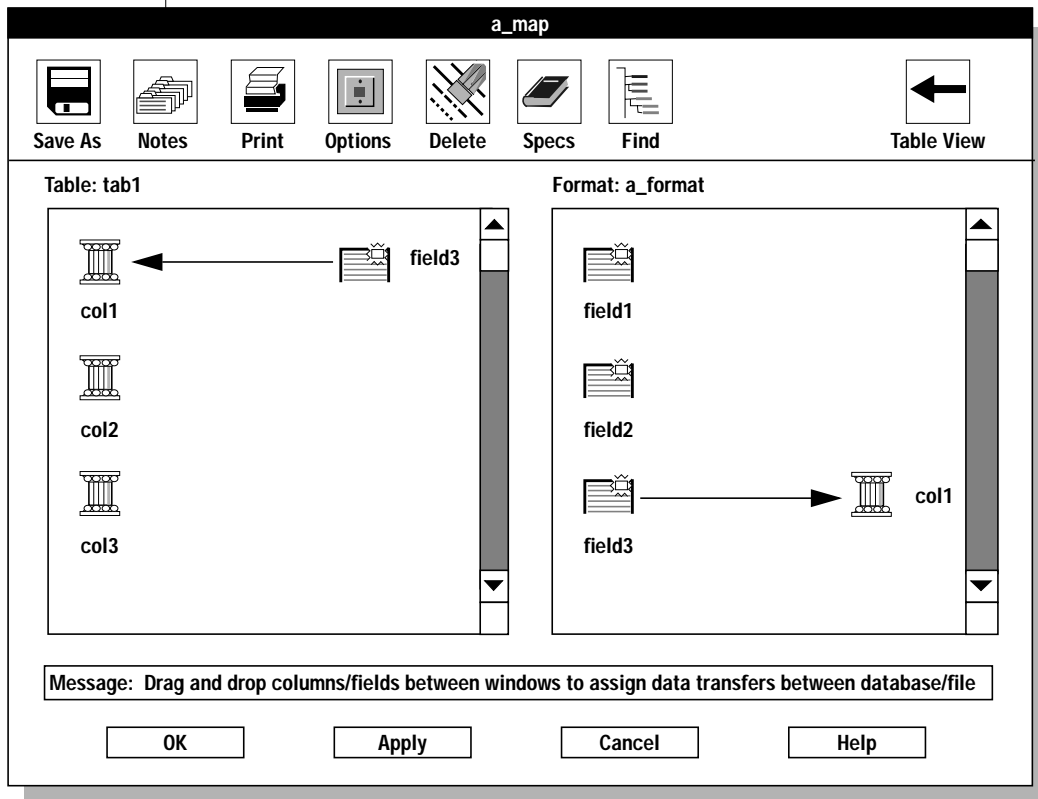 a_map
Save As Notes Print Options Delete Specs Find Table View
Table: tab1 Format: a_format
field3
col1 field1
col2 field2
col1
col3 field3
Message: Drag and drop columns/fields between windows to assign data transfers between database/file
OK Apply Cancel Help